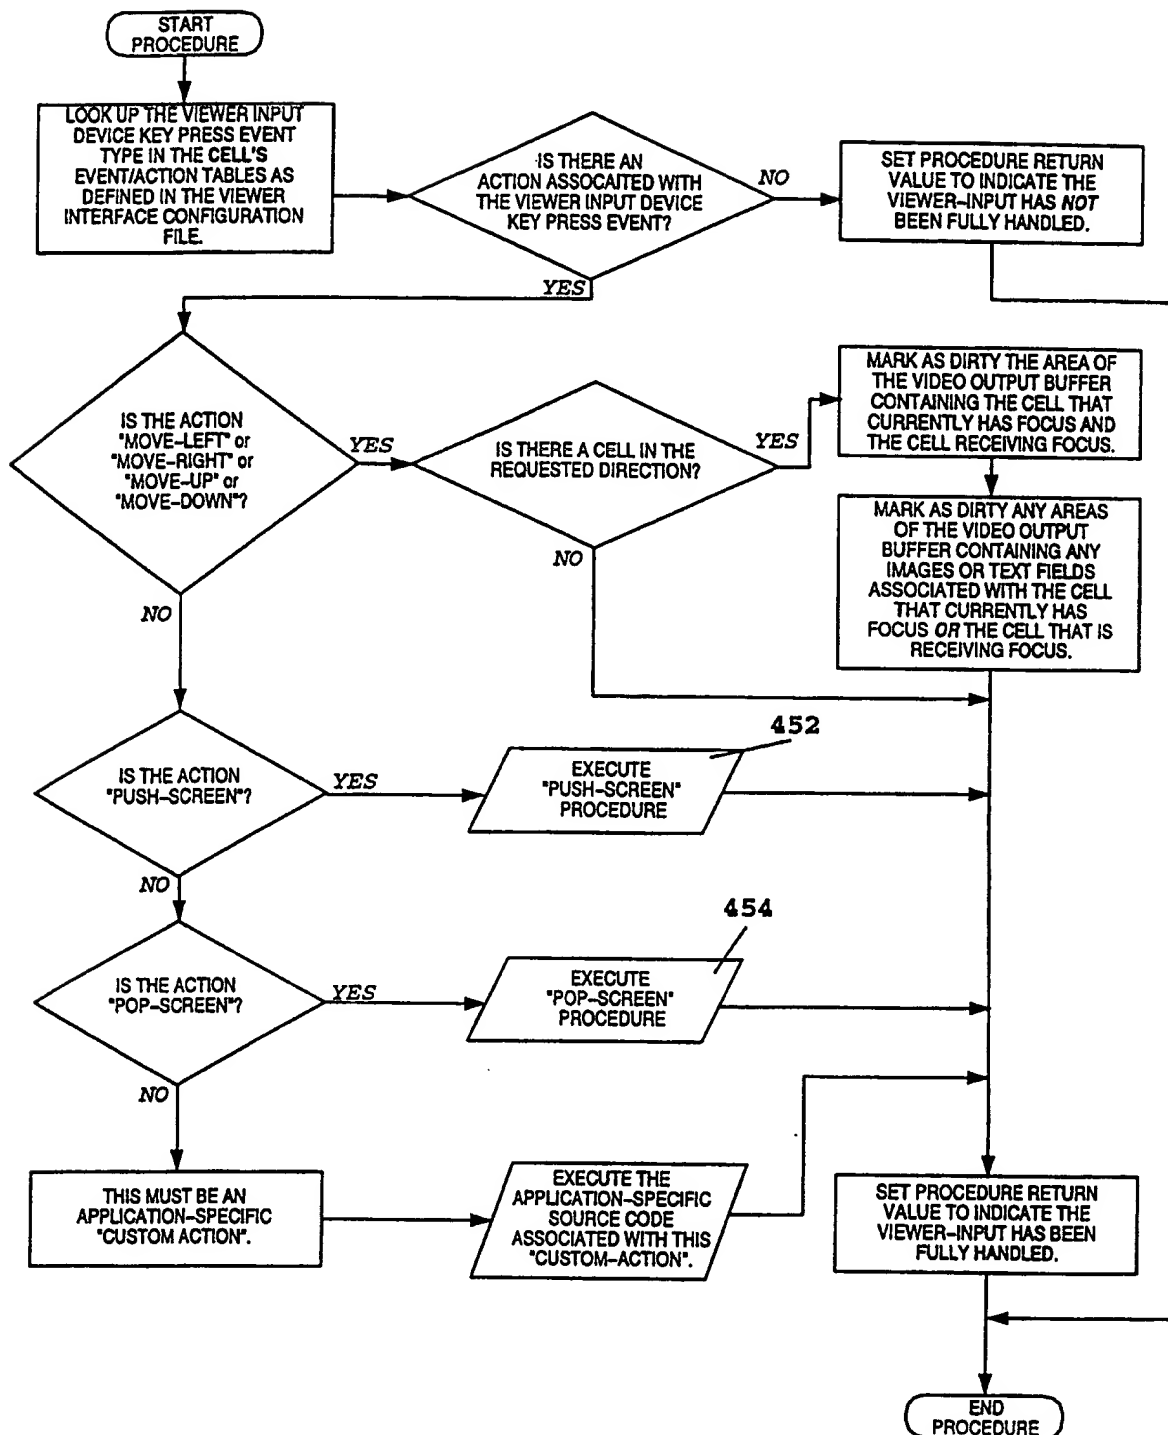 START
PROCEDURE
LOOK UP THE VIEWER INPUT
DEVICE KEY PRESS EVENT
TYPE IN THE CELL'S
EVENT/ACTION TABLES AS
DEFINED IN THE VIEWER
INTERFACE CONFIGURATION
FILE.
IS THERE AN
ACTION ASSOCAITED WITH
THE VIEWER INPUT DEVICE
KEY PRESS EVENT?
NO
SET PROCEDURE RETURN
VALUE TO INDICATE THE
VIEWER-INPUT HAS NOT
BEEN FULLY HANDLED.
YES
IS THE ACTION
"MOVE-LEFT" or
"MOVE-RIGHT" or
"MOVE-UP" or
"MOVE-DOWN"?
YES
IS THERE A CELL IN THE
REQUESTED DIRECTION?
YES
MARK AS DIRTY THE AREA OF
THE VIDEO OUTPUT BUFFER
CONTAINING THE CELL THAT
CURRENTLY HAS FOCUS AND
THE CELL RECEIVING FOCUS.
MARK AS DIRTY ANY AREAS
OF THE VIDEO OUTPUT
BUFFER CONTAINING ANY
IMAGES OR TEXT FIELDS
ASSOCIATED WITH THE CELL
THAT CURRENTLY HAS
FOCUS OR THE CELL THAT IS
RECEIVING FOCUS.
NO
NO
IS THE ACTION
"PUSH-SCREEN"?
YES
EXECUTE
"PUSH-SCREEN"
PROCEDURE
452
NO
IS THE ACTION
"POP-SCREEN"?
YES
EXECUTE
"POP-SCREEN"
PROCEDURE
454
NO
THIS MUST BE AN
APPLICATION-SPECIFIC
"CUSTOM ACTION".
EXECUTE THE
APPLICATION-SPECIFIC
SOURCE CODE
ASSOCIATED WITH THIS
"CUSTOM-ACTION".
SET PROCEDURE RETURN
VALUE TO INDICATE THE
VIEWER-INPUT HAS BEEN
FULLY HANDLED.
END
PROCEDURE